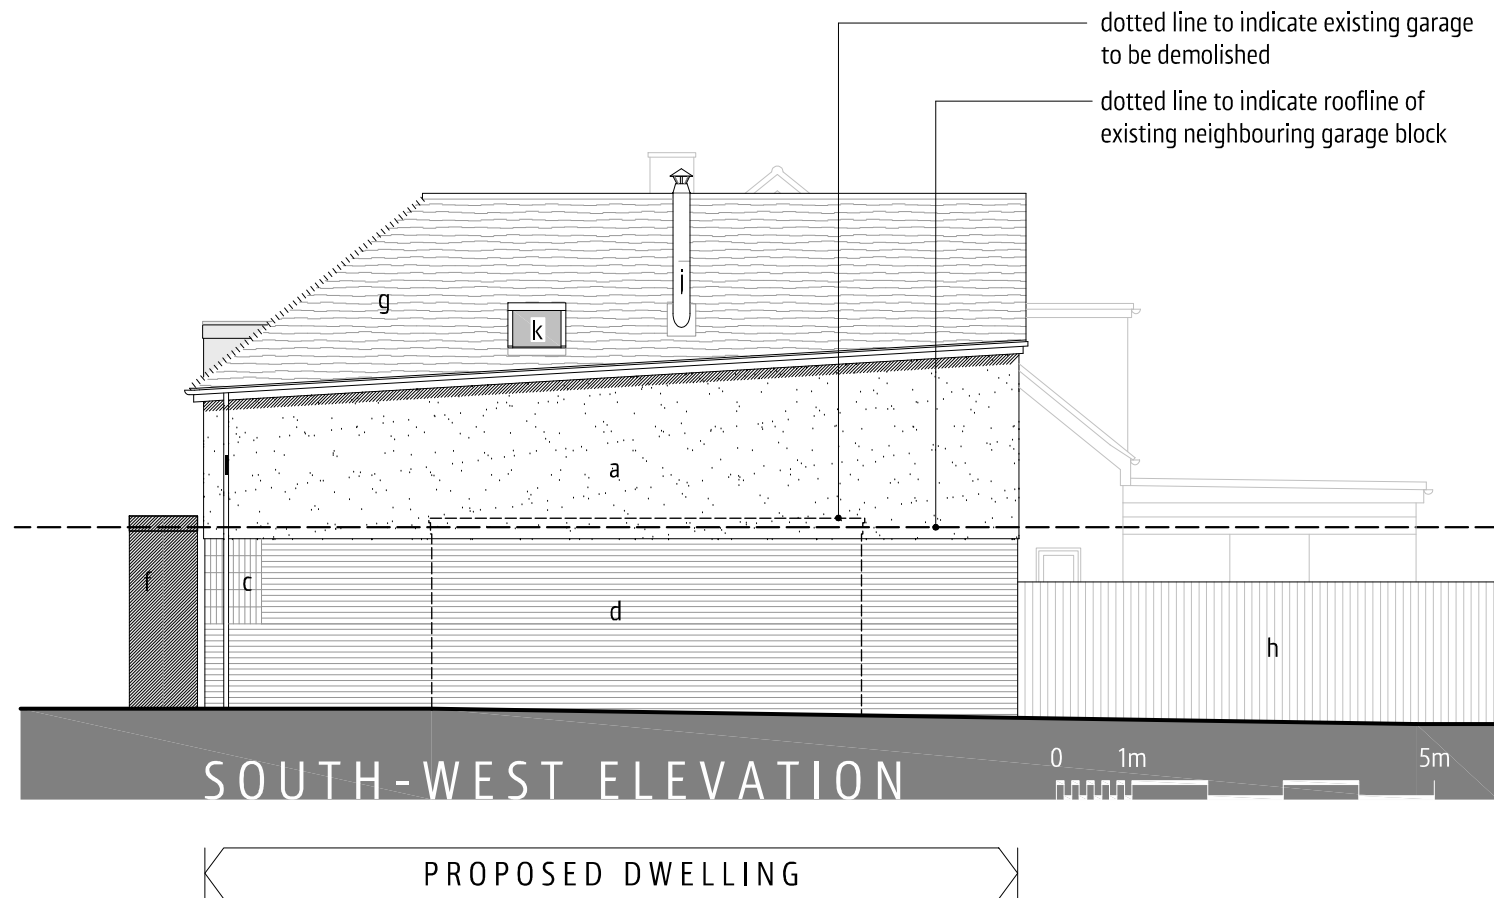 dotted line to indicate existing garage
to be demolished
dotted line to indicate roofline of
existing neighbouring garage block
g
k
j
a
f
c
d
h
SOUTH-WEST ELEVATION
0 1m 5m
PROPOSED DWELLING